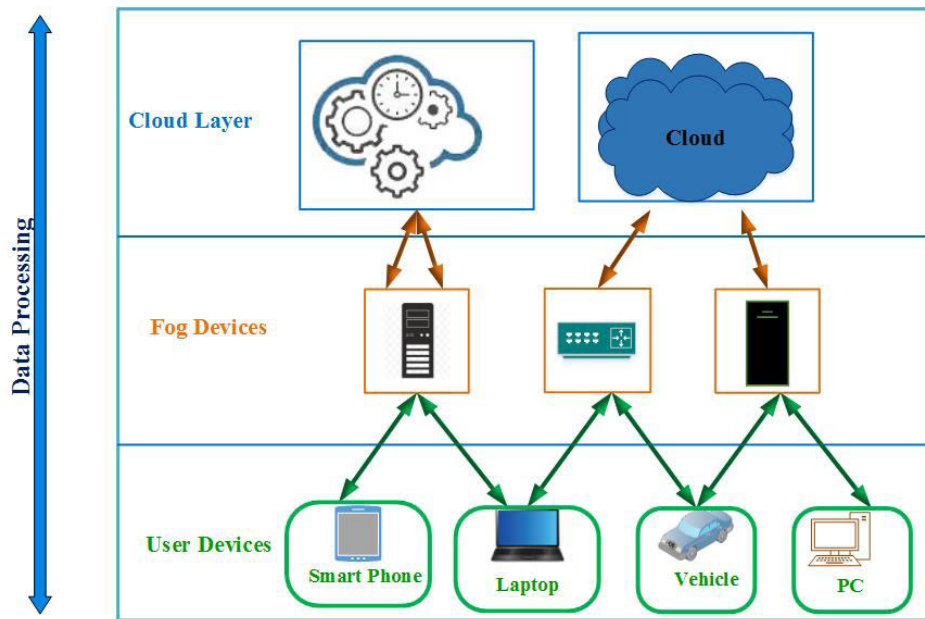 Cloud Layer
Cloud
Data Processing
Fog Devices
User Devices
Smart Phone
Laptop
Vehicle
PC